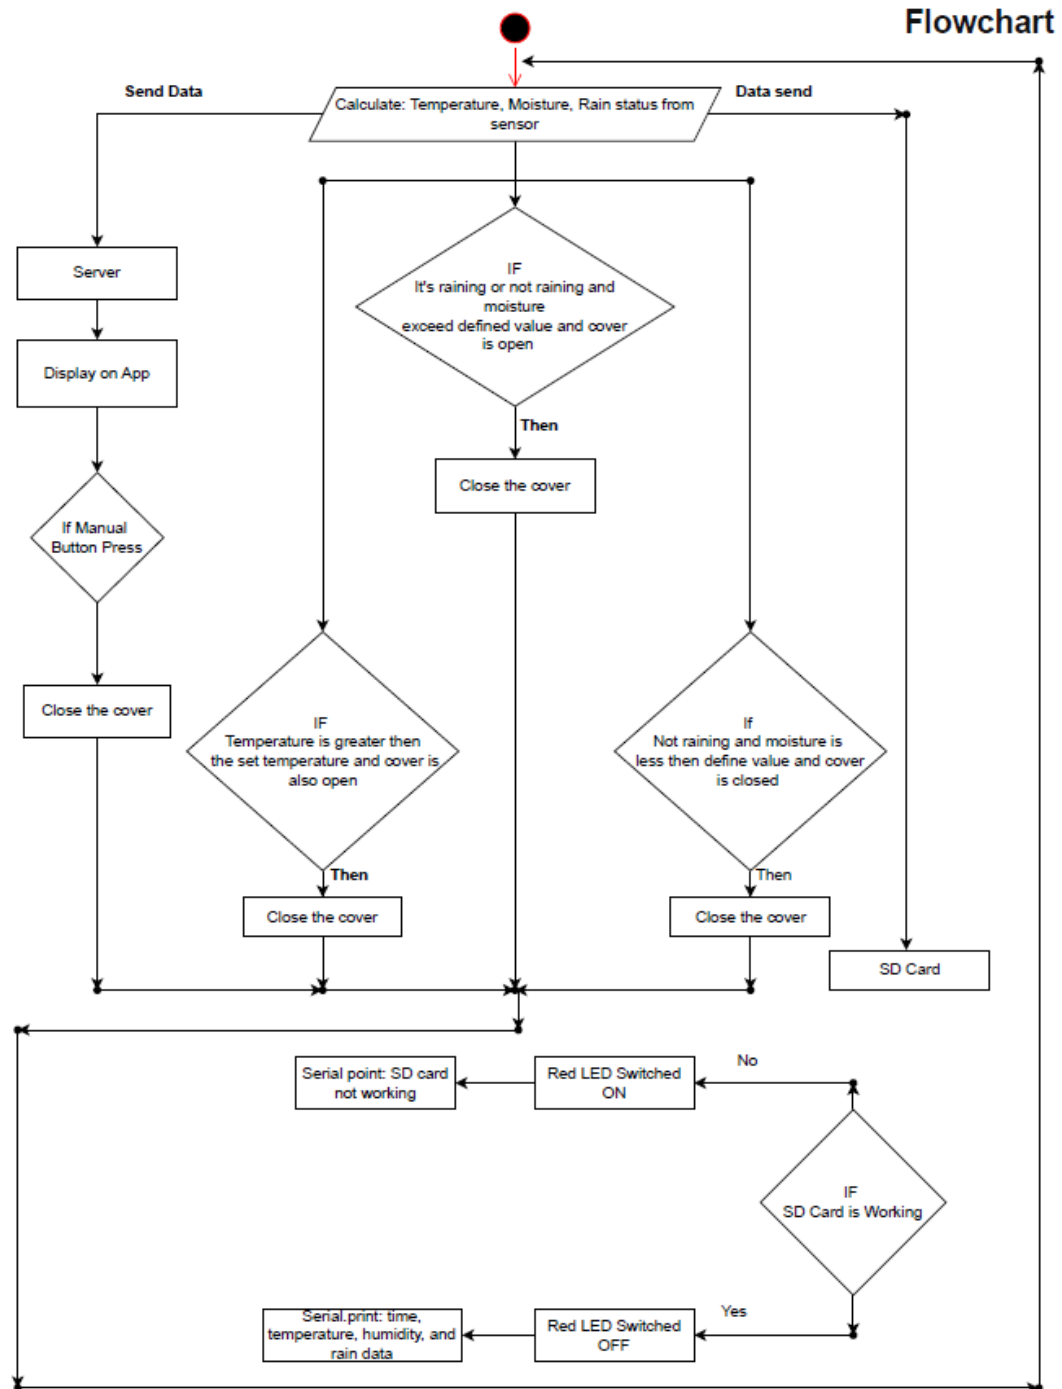 Flowchart
Send Data
Data send
Calculate: Temperature, Moisture, Rain status from
sensor
Server
Display on App
If Manual
Button Press
Close the cover
IF
It's raining or not raining and
moisture
exceed defined value and cover
is open
Then
Close the cover
IF
Temperature is greater then
the set temperature and cover is
also open
Then
Close the cover
If
Not raining and moisture is
less then define value and cover
is closed
Then
Close the cover
SD Card
IF
SD Card is Working
No
Red LED Switched
ON
Serial point: SD card
not working
Yes
Red LED Switched
OFF
Serial.print: time,
temperature, humidity, and
rain data